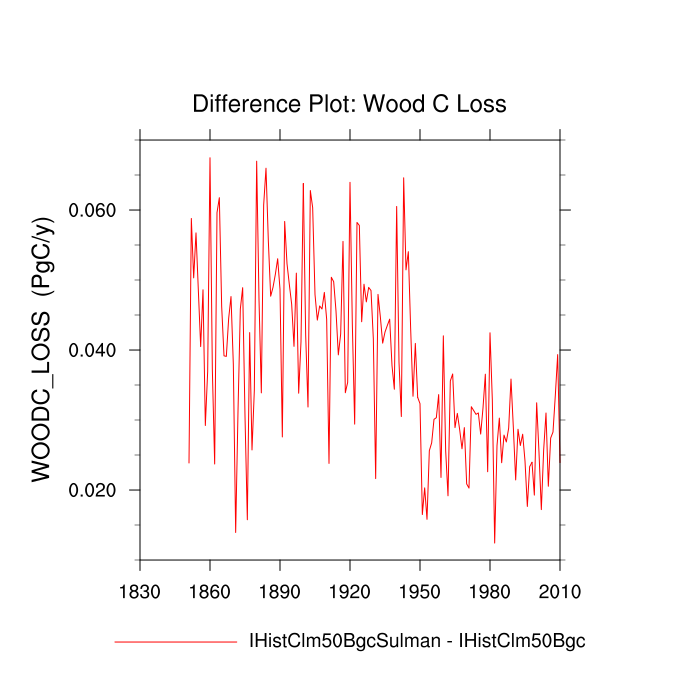 Difference Plot: Wood C Loss
WOODC_LOSS (PgC/y)
0.060
0.040
0.020
1830 1860 1890 1920 1950 1980 2010
IHistClm50BgcSulman - IHistClm50Bgc